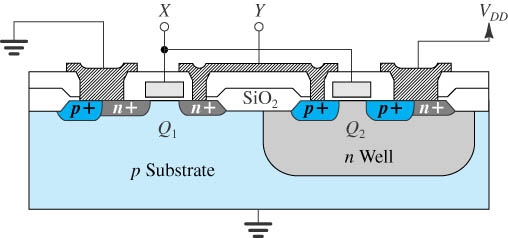 X Y V_DD
SiO₂
p+ n+ n+ p+ p+ n+
Q₁ Q₂
n Well
p Substrate